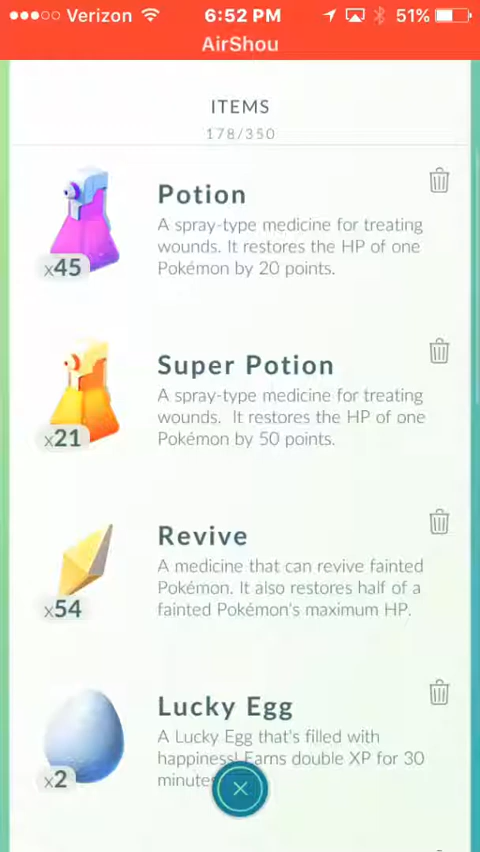 Verizon 6:52 PM 51%
AirShou
ITEMS
178/350
Potion
A spray-type medicine for treating
wounds. It restores the HP of one
Pokémon by 20 points.
x45
Super Potion
A spray-type medicine for treating
wounds. It restores the HP of one
Pokémon by 50 points.
x21
Revive
A medicine that can revive fainted
Pokémon. It also restores half of a
fainted Pokémon's maximum HP.
x54
Lucky Egg
A Lucky Egg that's filled with
happiness! Earns double XP for 30
minutes
x2